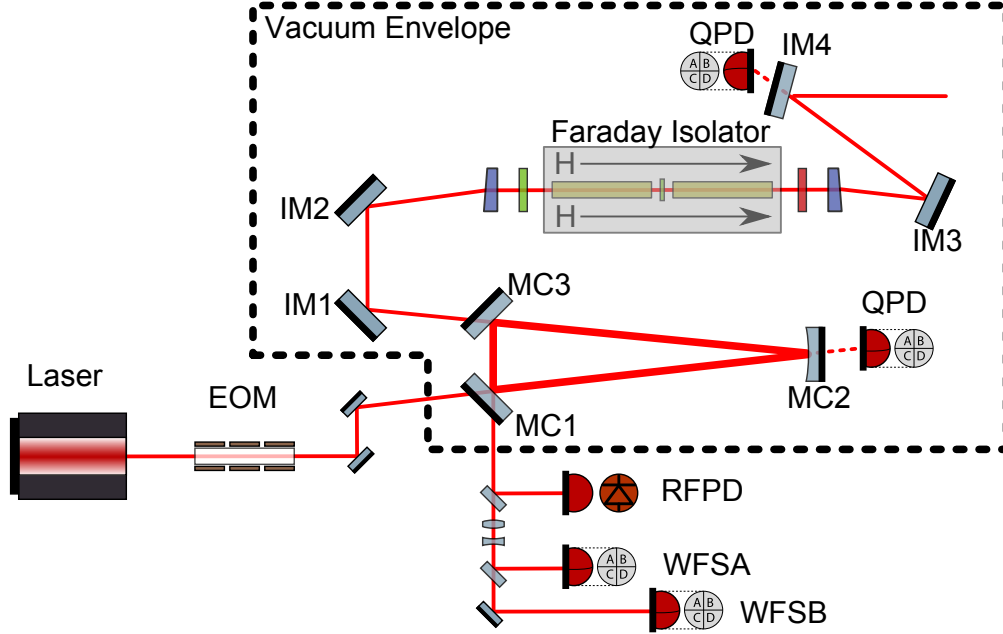 Vacuum Envelope
QPD
IM4
A B
C D
Faraday Isolator
H
H
IM2
IM3
IM1
MC3
QPD
A B
C D
MC2
MC1
Laser
EOM
RFPD
WFSA
A B
C D
WFSB
A B
C D